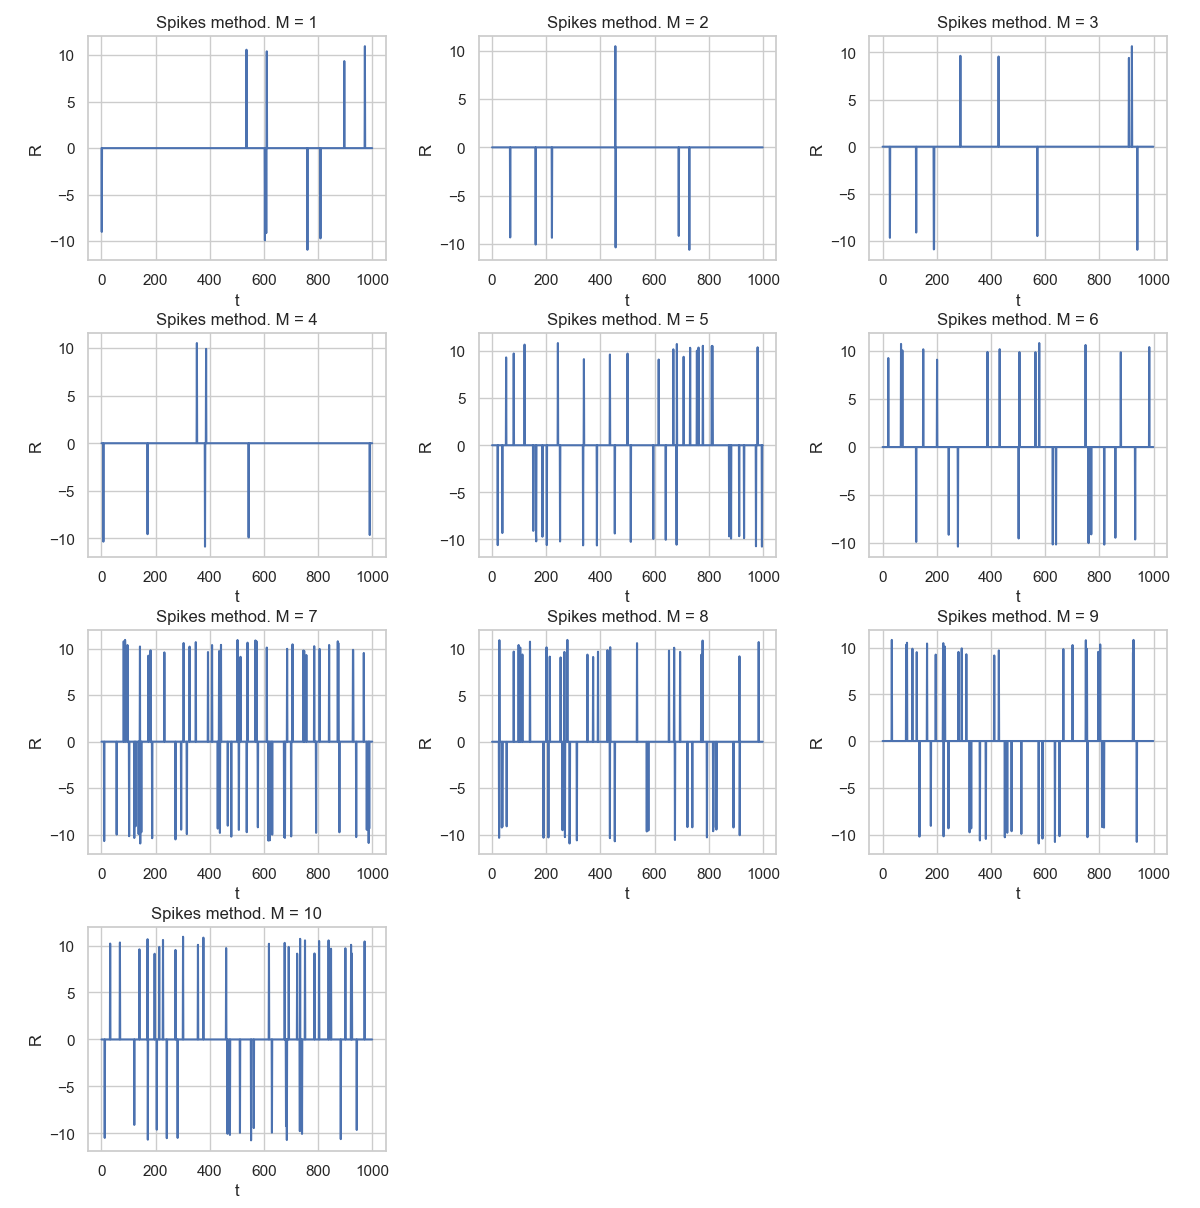 Spikes method. M = 1
Spikes method. M = 2
Spikes method. M = 3
10
5
0
−5
−10
R
0 200 400 600 800 1000
t
10
5
0
−5
−10
R
0 200 400 600 800 1000
t
10
5
0
−5
−10
R
0 200 400 600 800 1000
t
Spikes method. M = 4
Spikes method. M = 5
Spikes method. M = 6
10
5
0
−5
−10
R
0 200 400 600 800 1000
t
10
5
0
−5
−10
R
0 200 400 600 800 1000
t
10
5
0
−5
−10
R
0 200 400 600 800 1000
t
Spikes method. M = 7
Spikes method. M = 8
Spikes method. M = 9
10
5
0
−5
−10
R
0 200 400 600 800 1000
t
10
5
0
−5
−10
R
0 200 400 600 800 1000
t
10
5
0
−5
−10
R
0 200 400 600 800 1000
t
Spikes method. M = 10
10
5
0
−5
−10
R
0 200 400 600 800 1000
t